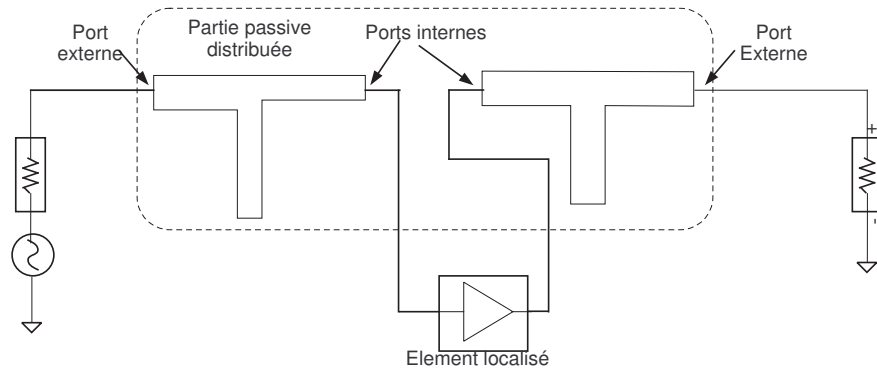 Port
externe
Partie passive
distribuée
Ports internes
Port
Externe
+
-
Element localisé